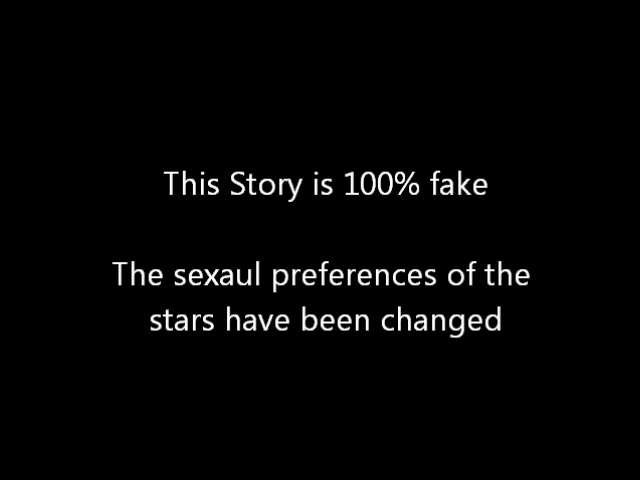 This Story is 100% fake
The sexaul preferences of the
stars have been changed